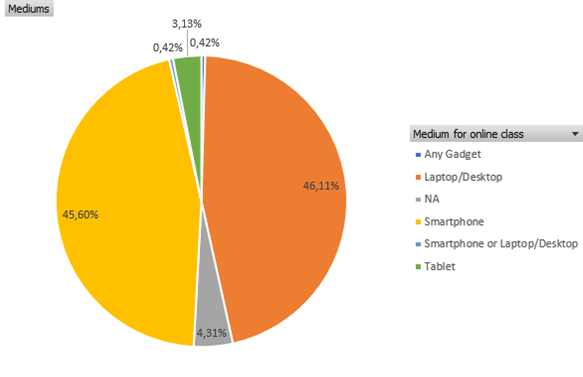 Mediums
3,13%
0,42%
0,42%
46,11%
45,60%
4,31%
Medium for online class
Any Gadget
Laptop/Desktop
NA
Smartphone
Smartphone or Laptop/Desktop
Tablet